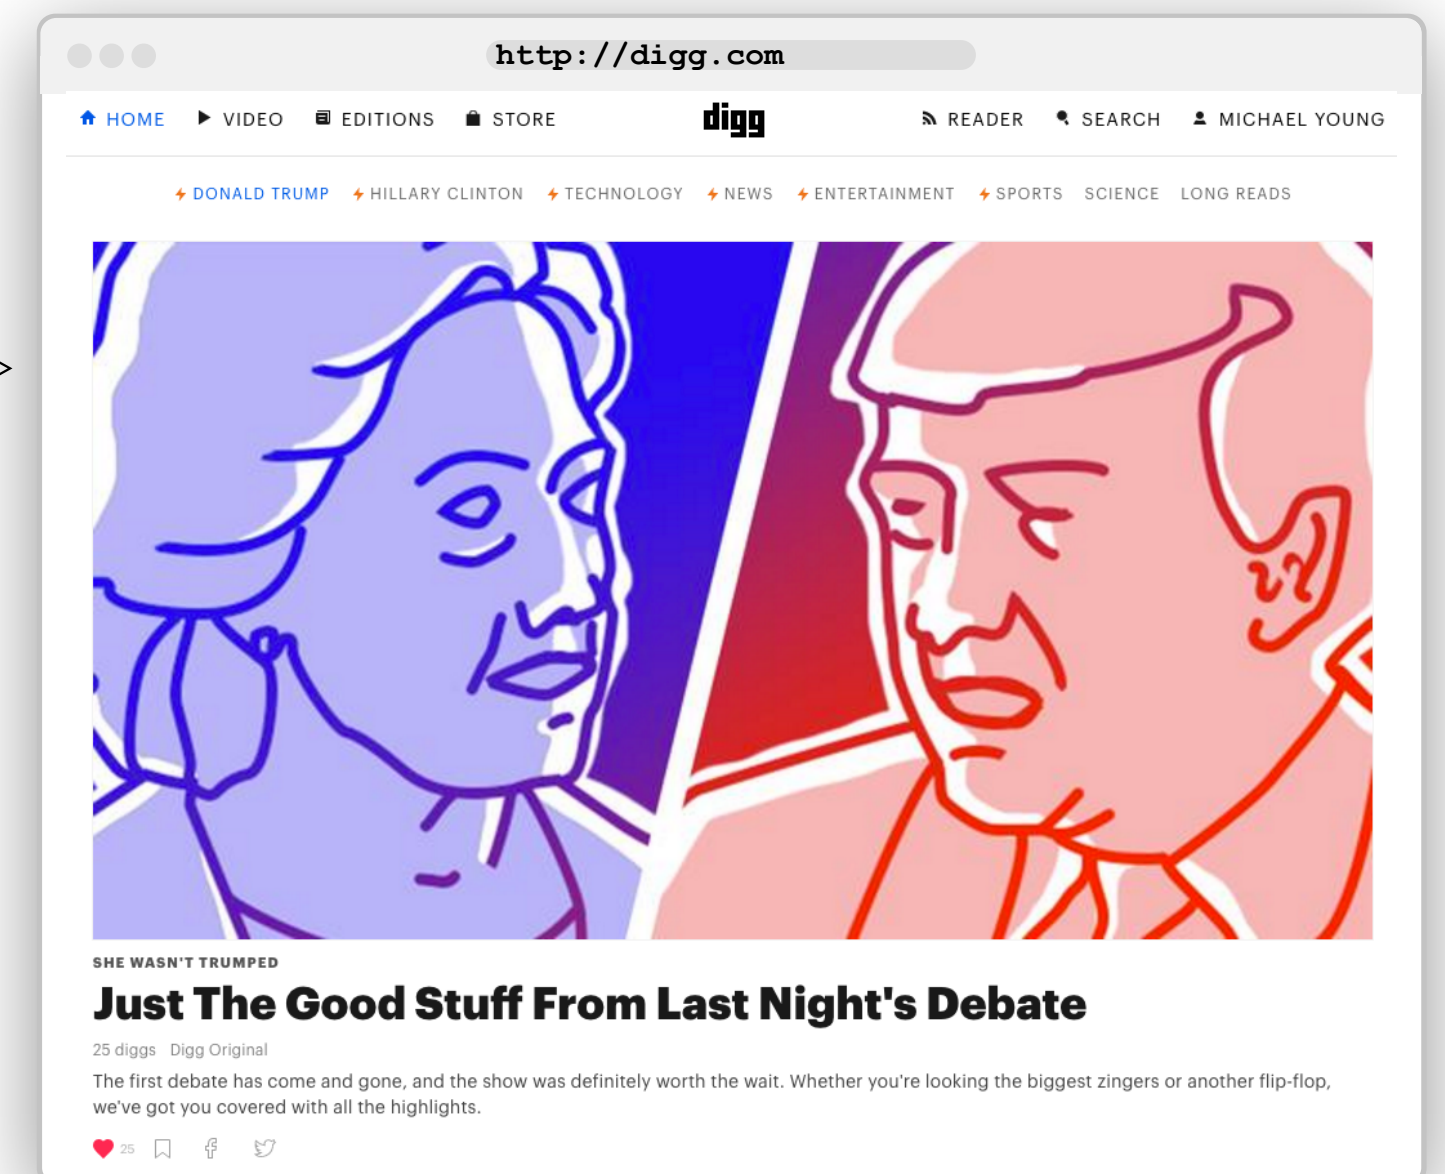 http://digg.com
HOME VIDEO EDITIONS STORE digg READER SEARCH MICHAEL YOUNG
DONALD TRUMP HILLARY CLINTON TECHNOLOGY NEWS ENTERTAINMENT SPORTS SCIENCE LONG READS
SHE WASN'T TRUMPED
Just The Good Stuff From Last Night's Debate
25 diggs Digg Original
The first debate has come and gone, and the show was definitely worth the wait. Whether you're looking the biggest zingers or another flip-flop,
we've got you covered with all the highlights.
25